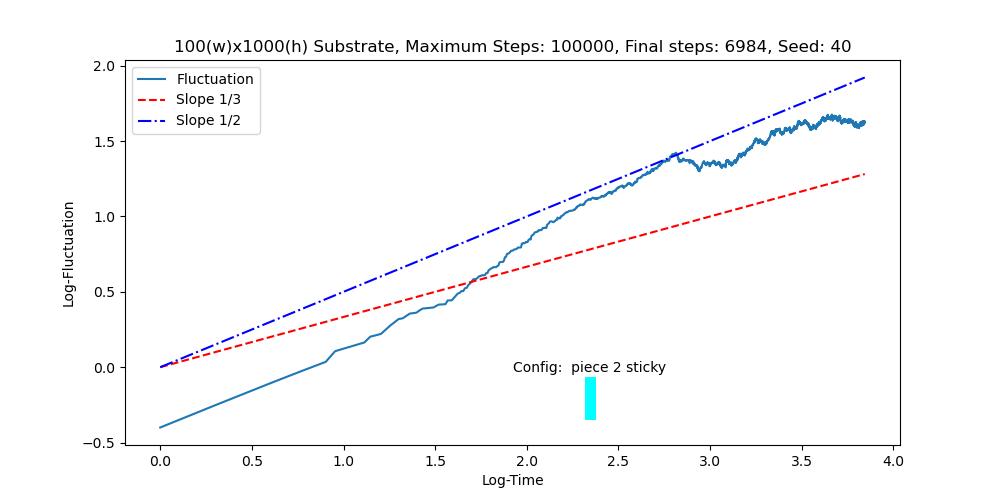 100(w)x1000(h) Substrate, Maximum Steps: 100000, Final steps: 6984, Seed: 40
2.0
1.5
1.0
0.5
0.0
−0.5
Log-Fluctuation
Fluctuation
Slope 1/3
Slope 1/2
Config:  piece 2 sticky
0.0 0.5 1.0 1.5 2.0 2.5 3.0 3.5 4.0
Log-Time